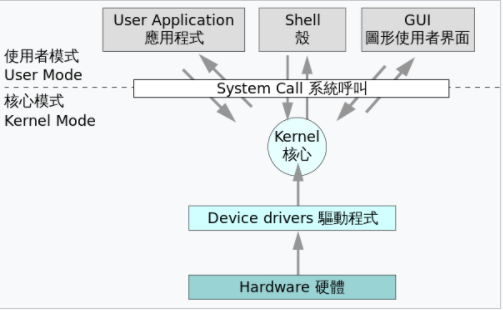 User Application
應用程式
Shell
殼
GUI
圖形使用者界面
使用者模式
User Mode
System Call 系統呼叫
核心模式
Kernel Mode
Kernel
核心
Device drivers 驅動程式
Hardware 硬體